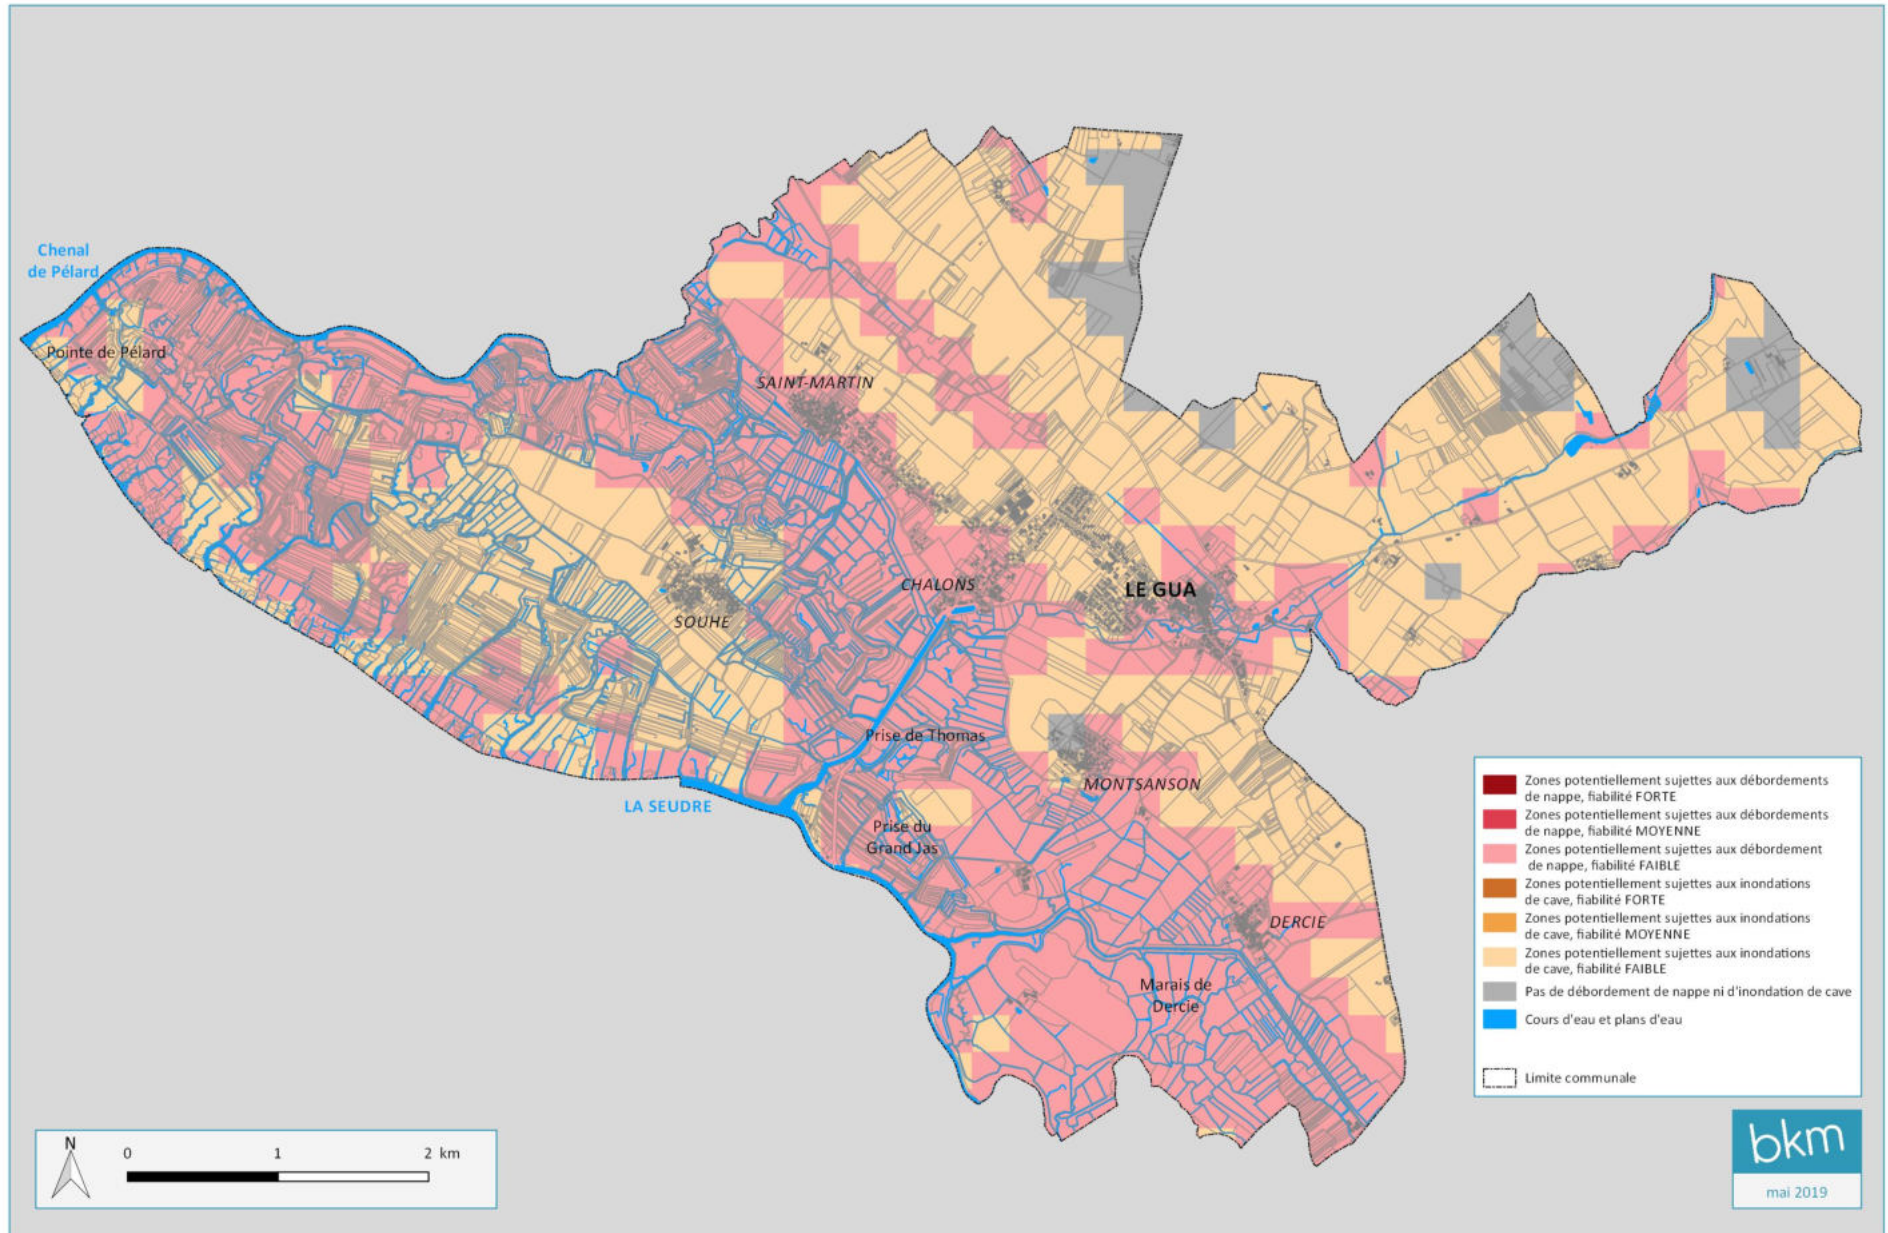 Chenal
de Pélard
Pointe de Pélard
SAINT-MARTIN
CHALONS
LE GUA
SOUHE
Prise de Thomas
MONTSANSON
LA SEUDRE
Prise du
Grand Jas
DERCIE
Marais de
Dercie
Zones potentiellement sujettes aux débordements
de nappe, fiabilité FORTE
Zones potentiellement sujettes aux débordements
de nappe, fiabilité MOYENNE
Zones potentiellement sujettes aux débordement
de nappe, fiabilité FAIBLE
Zones potentiellement sujettes aux inondations
de cave, fiabilité FORTE
Zones potentiellement sujettes aux inondations
de cave, fiabilité MOYENNE
Zones potentiellement sujettes aux inondations
de cave, fiabilité FAIBLE
Pas de débordement de nappe ni d'inondation de cave
Cours d'eau et plans d'eau
Limite communale
N
0 1 2 km
bkm
mai 2019